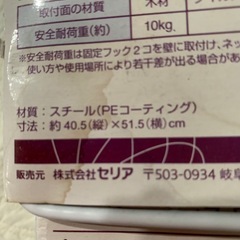 取付面の材質 木材
安全耐荷重(約) 10kg
※安全耐荷重は固定フック2コを壁に取付け、ネッ
使い方や使用場所により若干差が出る場合があ
材質：スチール(PEコーティング)
寸法：約 40.5(縦)×51.5(横)cm
販売元 株式会社セリア 〒503-0934 岐阜